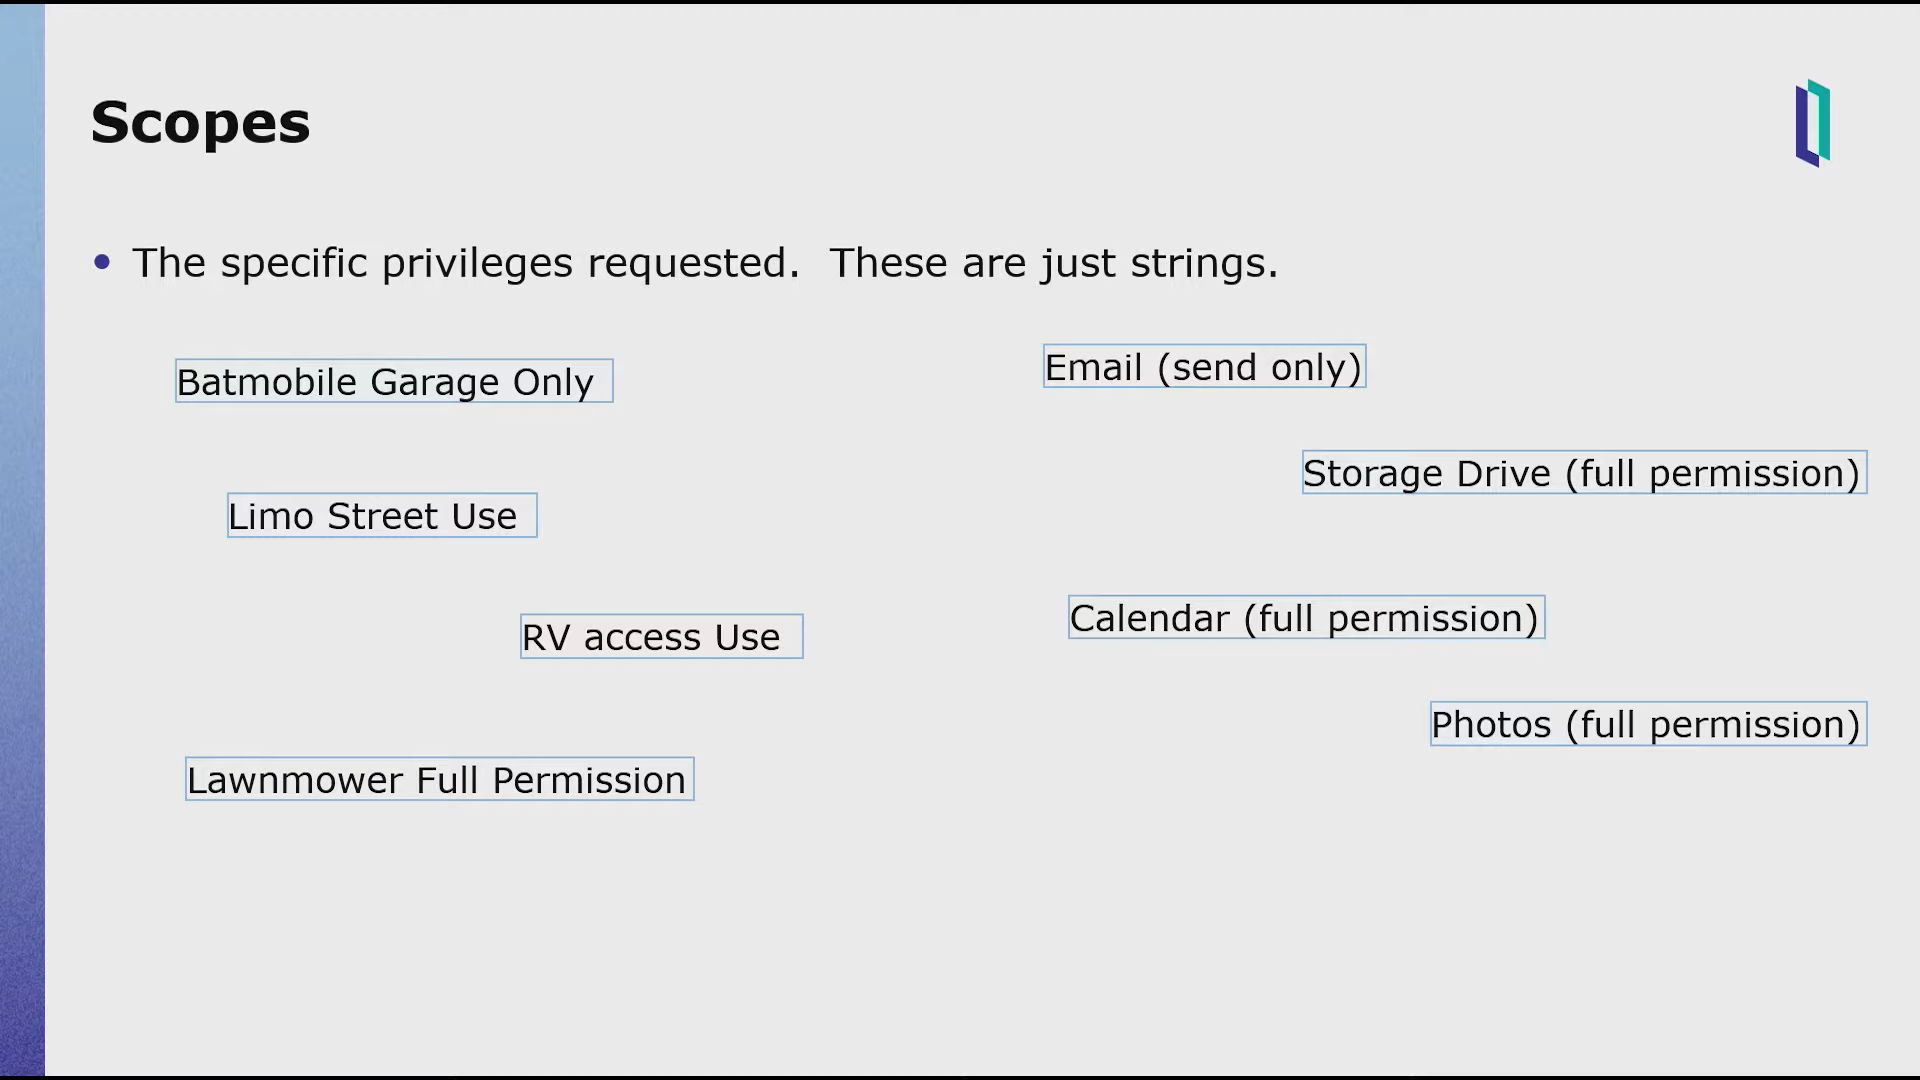 Scopes
• The specific privileges requested.  These are just strings.
Batmobile Garage Only
Limo Street Use
RV access Use
Lawnmower Full Permission
Email (send only)
Storage Drive (full permission)
Calendar (full permission)
Photos (full permission)